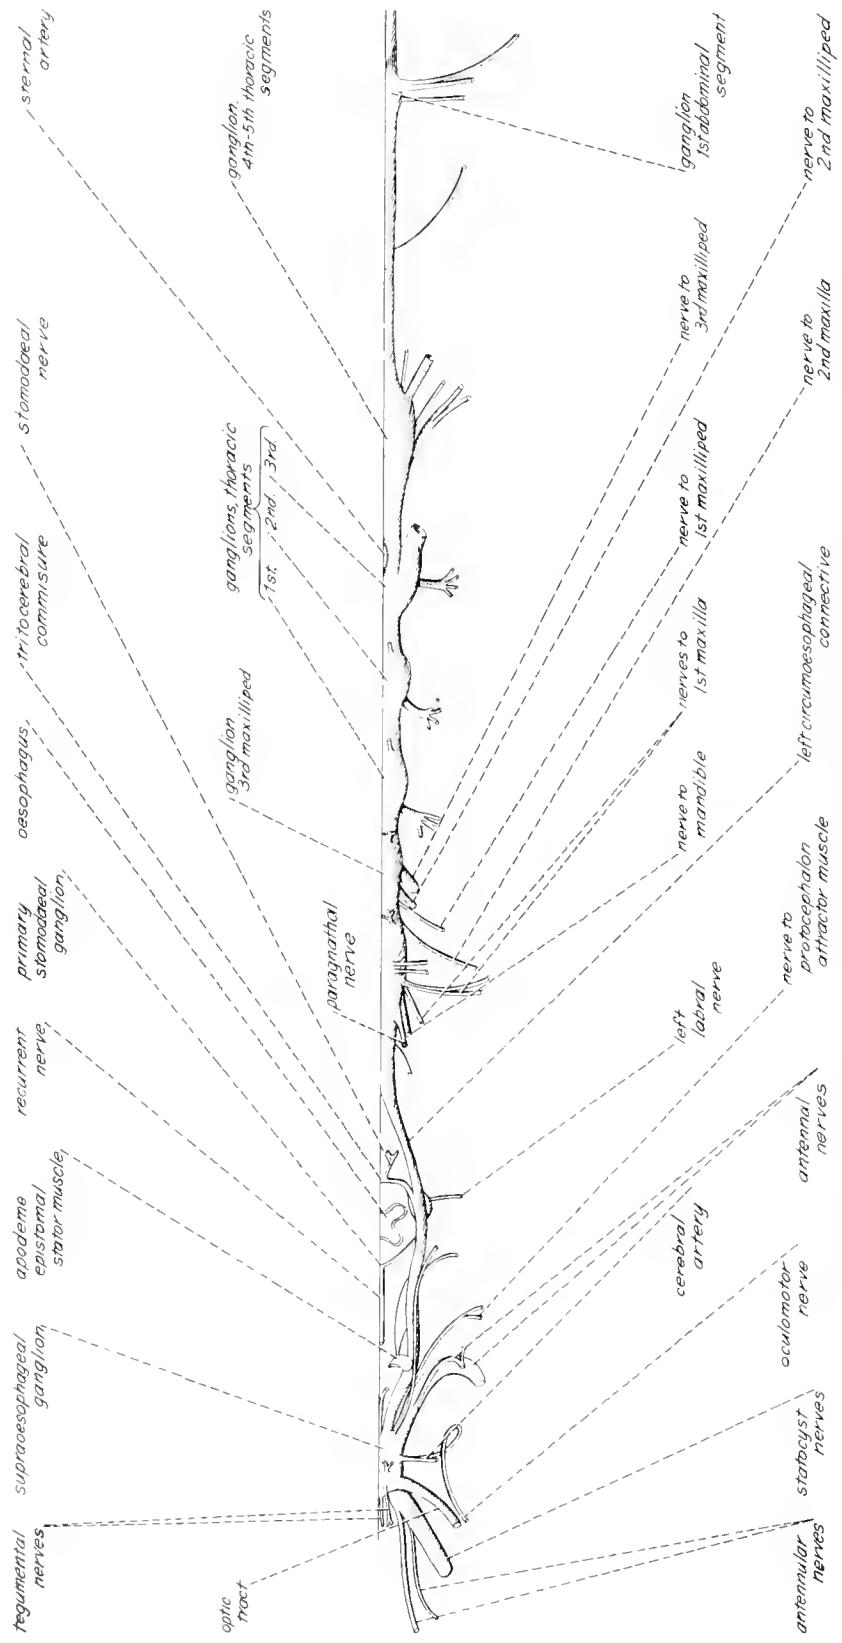 tegumental
nerves
supraoesophageal
ganglion
apodeme
epistomal
stator muscle
recurrent
nerve
primary
stomodaeal
ganglion
oesophagus
tritocerebral
commisure
stomodaeal
nerve
sternal
artery
optic
tract
paragnathal
nerve
ganglion
3rd maxilliped
ganglions, thoracic
segments
1st. 2nd. 3rd.
ganglion
4th-5th thoracic
segments
cerebral
artery
left
labral
nerve
nerve to
mandible
nerves to
1st maxilla
nerve to
1st maxilliped
nerve to
3rd maxilliped
ganglion
1st abdominal
segment
antennular
nerves
statocyst
nerves
oculomotor
nerve
antennal
nerves
nerve to
protocephalon
attractor muscle
left circumoesophageal
connective
nerve to
2nd maxilla
nerve to
2nd maxilliped